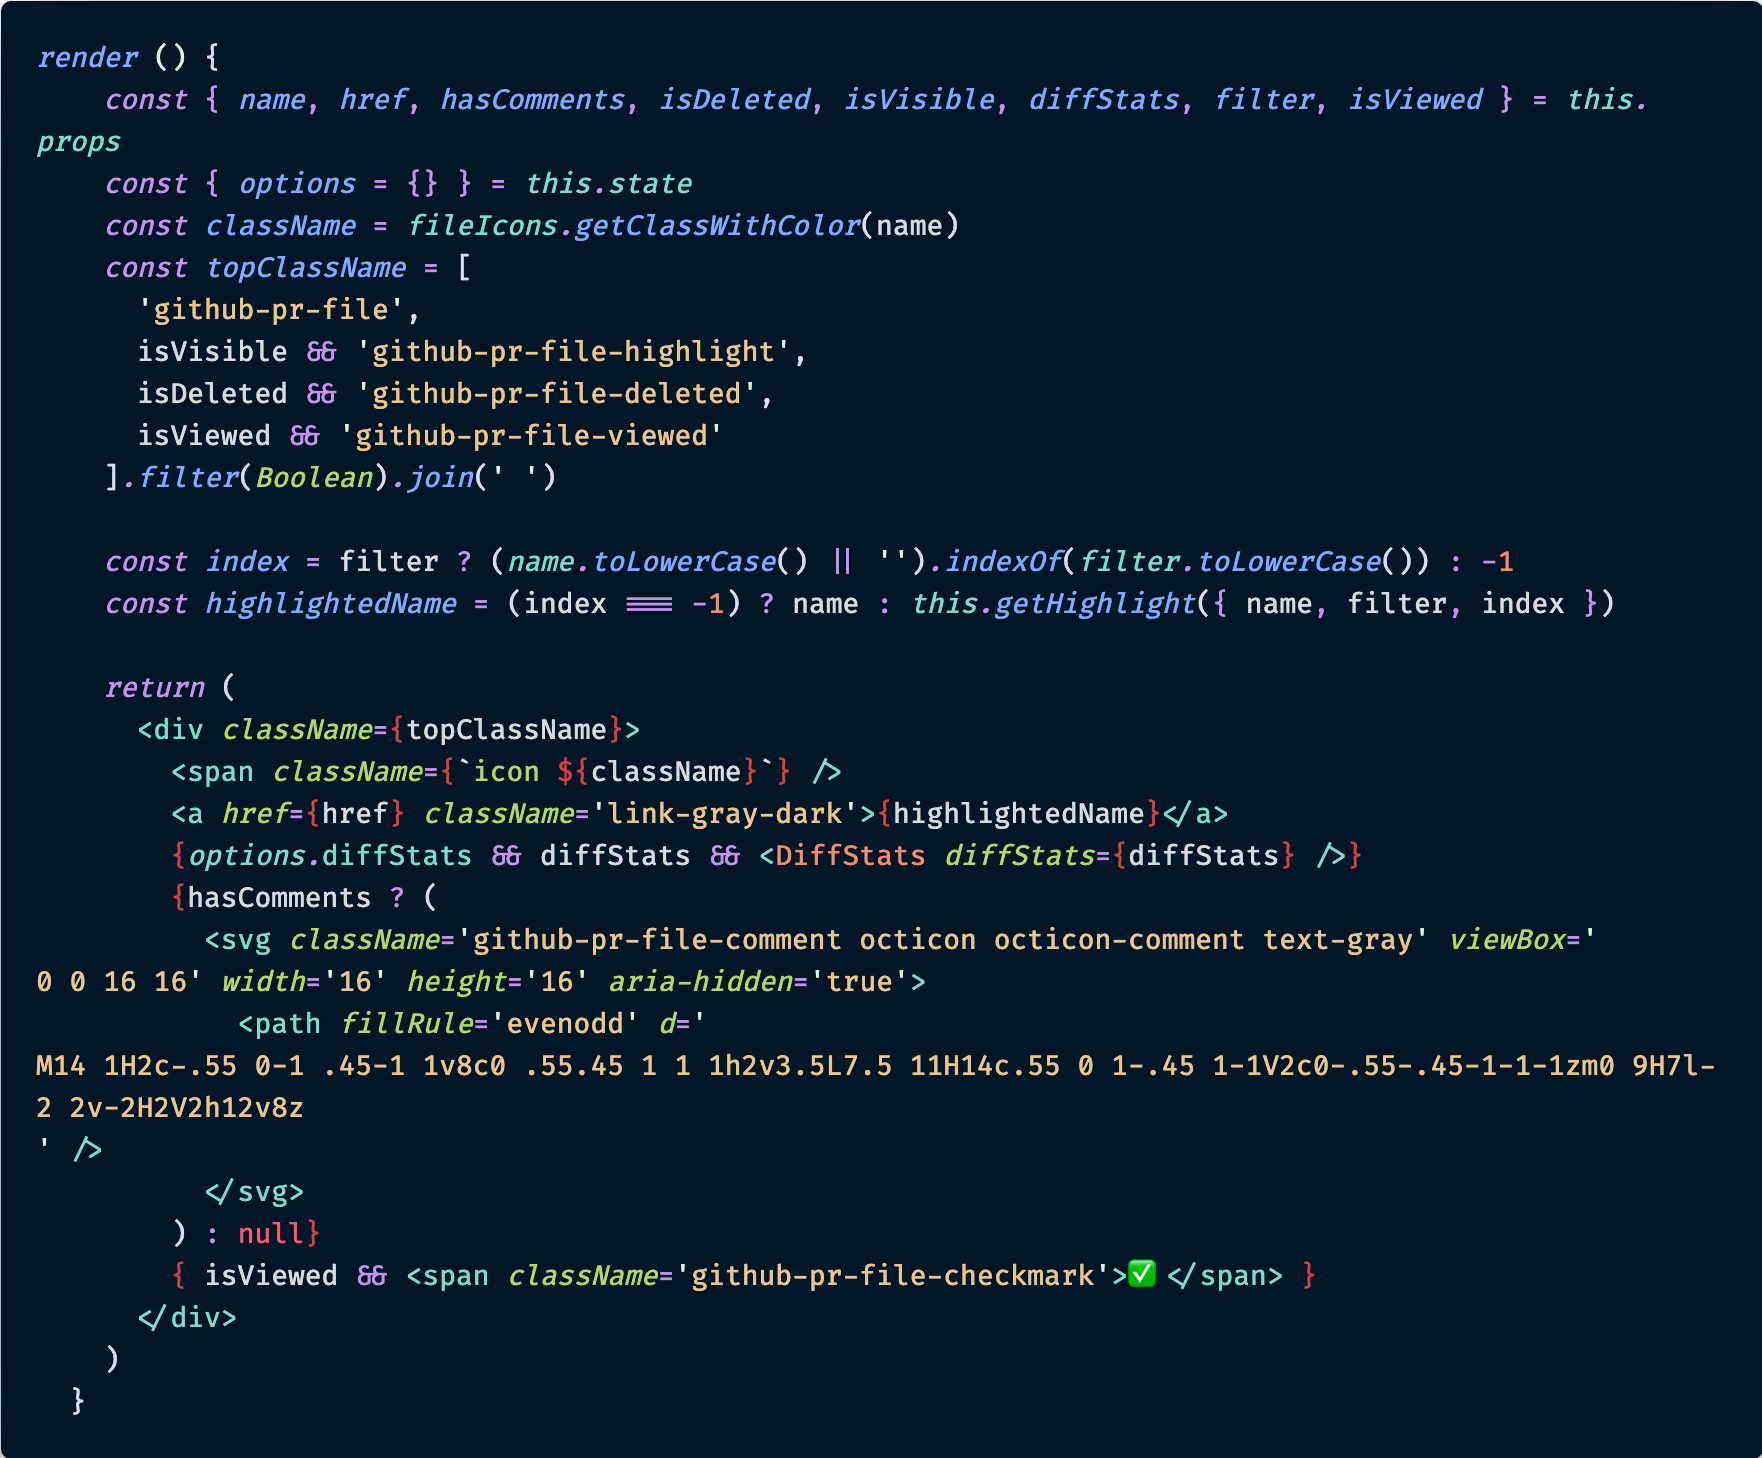 render () {
    const { name, href, hasComments, isDeleted, isVisible, diffStats, filter, isViewed } = this.
props
    const { options = {} } = this.state
    const className = fileIcons.getClassWithColor(name)
    const topClassName = [
      'github-pr-file',
      isVisible && 'github-pr-file-highlight',
      isDeleted && 'github-pr-file-deleted',
      isViewed && 'github-pr-file-viewed'
    ].filter(Boolean).join(' ')

    const index = filter ? (name.toLowerCase() || '').indexOf(filter.toLowerCase()) : -1
    const highlightedName = (index === -1) ? name : this.getHighlight({ name, filter, index })

    return (
      <div className={topClassName}>
        <span className={`icon ${className}`} />
        <a href={href} className='link-gray-dark'>{highlightedName}</a>
        {options.diffStats && diffStats && <DiffStats diffStats={diffStats} />}
        {hasComments ? (
          <svg className='github-pr-file-comment octicon octicon-comment text-gray' viewBox='
0 0 16 16' width='16' height='16' aria-hidden='true'>
            <path fillRule='evenodd' d='
M14 1H2c-.55 0-1 .45-1 1v8c0 .55.45 1 1 1h2v3.5L7.5 11H14c.55 0 1-.45 1-1V2c0-.55-.45-1-1-1zm0 9H7l-
2 2v-2H2V2h12v8z
' />
          </svg>
        ) : null}
        { isViewed && <span className='github-pr-file-checkmark'>✅ </span> }
      </div>
    )
  }